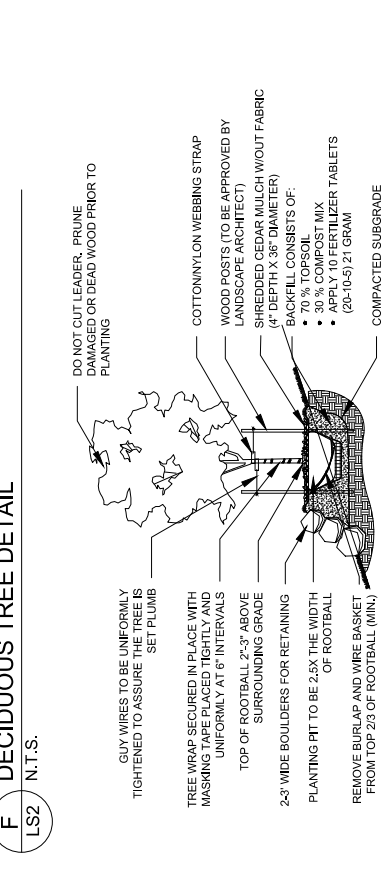 F
LS2
DECIDUOUS TREE DETAIL
N.T.S.
GUY WIRES TO BE UNIFORMLY
TIGHTENED TO ASSURE THE TREE IS
SET PLUMB
TREE WRAP SECURED IN PLACE WITH
MASKING TAPE PLACED TIGHTLY AND
UNIFORMLY AT 6" INTERVALS
TOP OF ROOTBALL 2"-3" ABOVE
SURROUNDING GRADE
2-3' WIDE BOULDERS FOR RETAINING
PLANTING PIT TO BE 2.5X THE WIDTH
OF ROOTBALL
REMOVE BURLAP AND WIRE BASKET
FROM TOP 2/3 OF ROOTBALL (MIN.)
DO NOT CUT LEADER. PRUNE
DAMAGED OR DEAD WOOD PRIOR TO
PLANTING
COTTON/NYLON WEBBING STRAP
WOOD POSTS (TO BE APPROVED BY
LANDSCAPE ARCHITECT)
SHREDDED CEDAR MULCH W/OUT FABRIC
(4" DEPTH X 36" DIAMETER)
BACKFILL CONSISTS OF:
• 70 % TOPSOIL
• 30 % COMPOST MIX
• APPLY 10 FERTILIZER TABLETS
(20-10-5) 21 GRAM
COMPACTED SUBGRADE